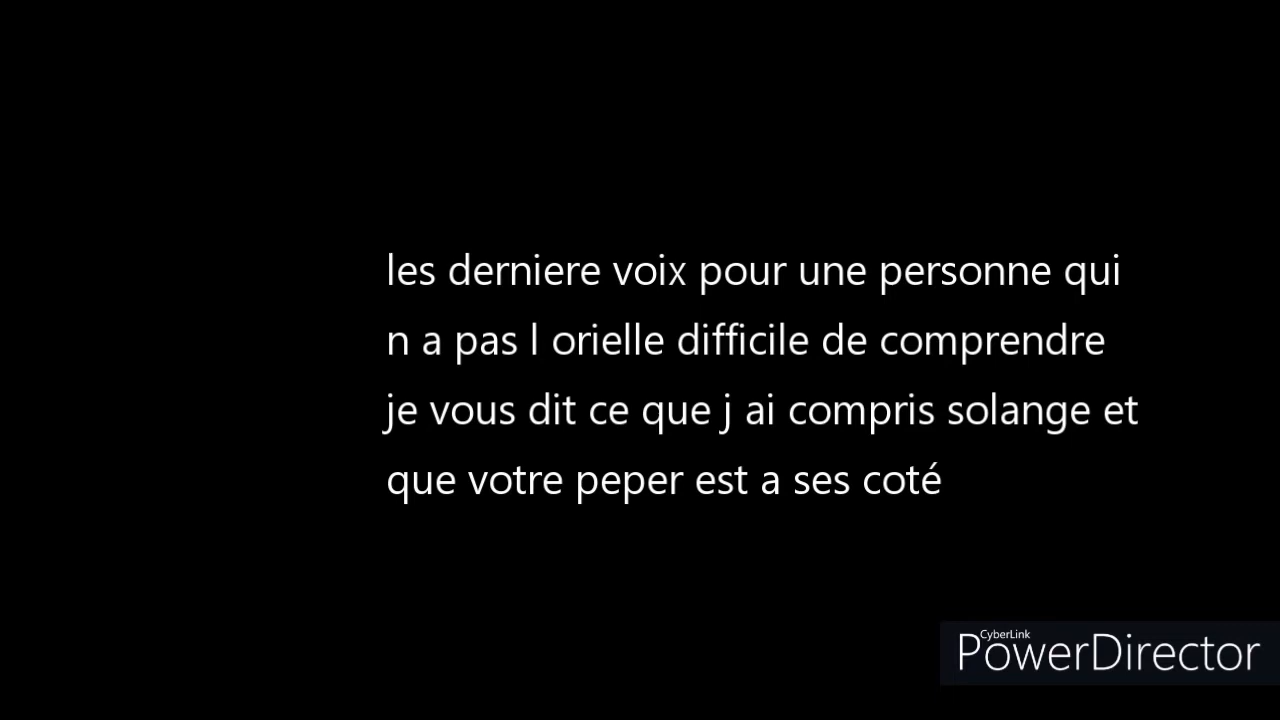 les derniere voix pour une personne qui
n a pas l orielle difficile de comprendre
je vous dit ce que j ai compris solange et
que votre peper est a ses coté
CyberLink
PowerDirector